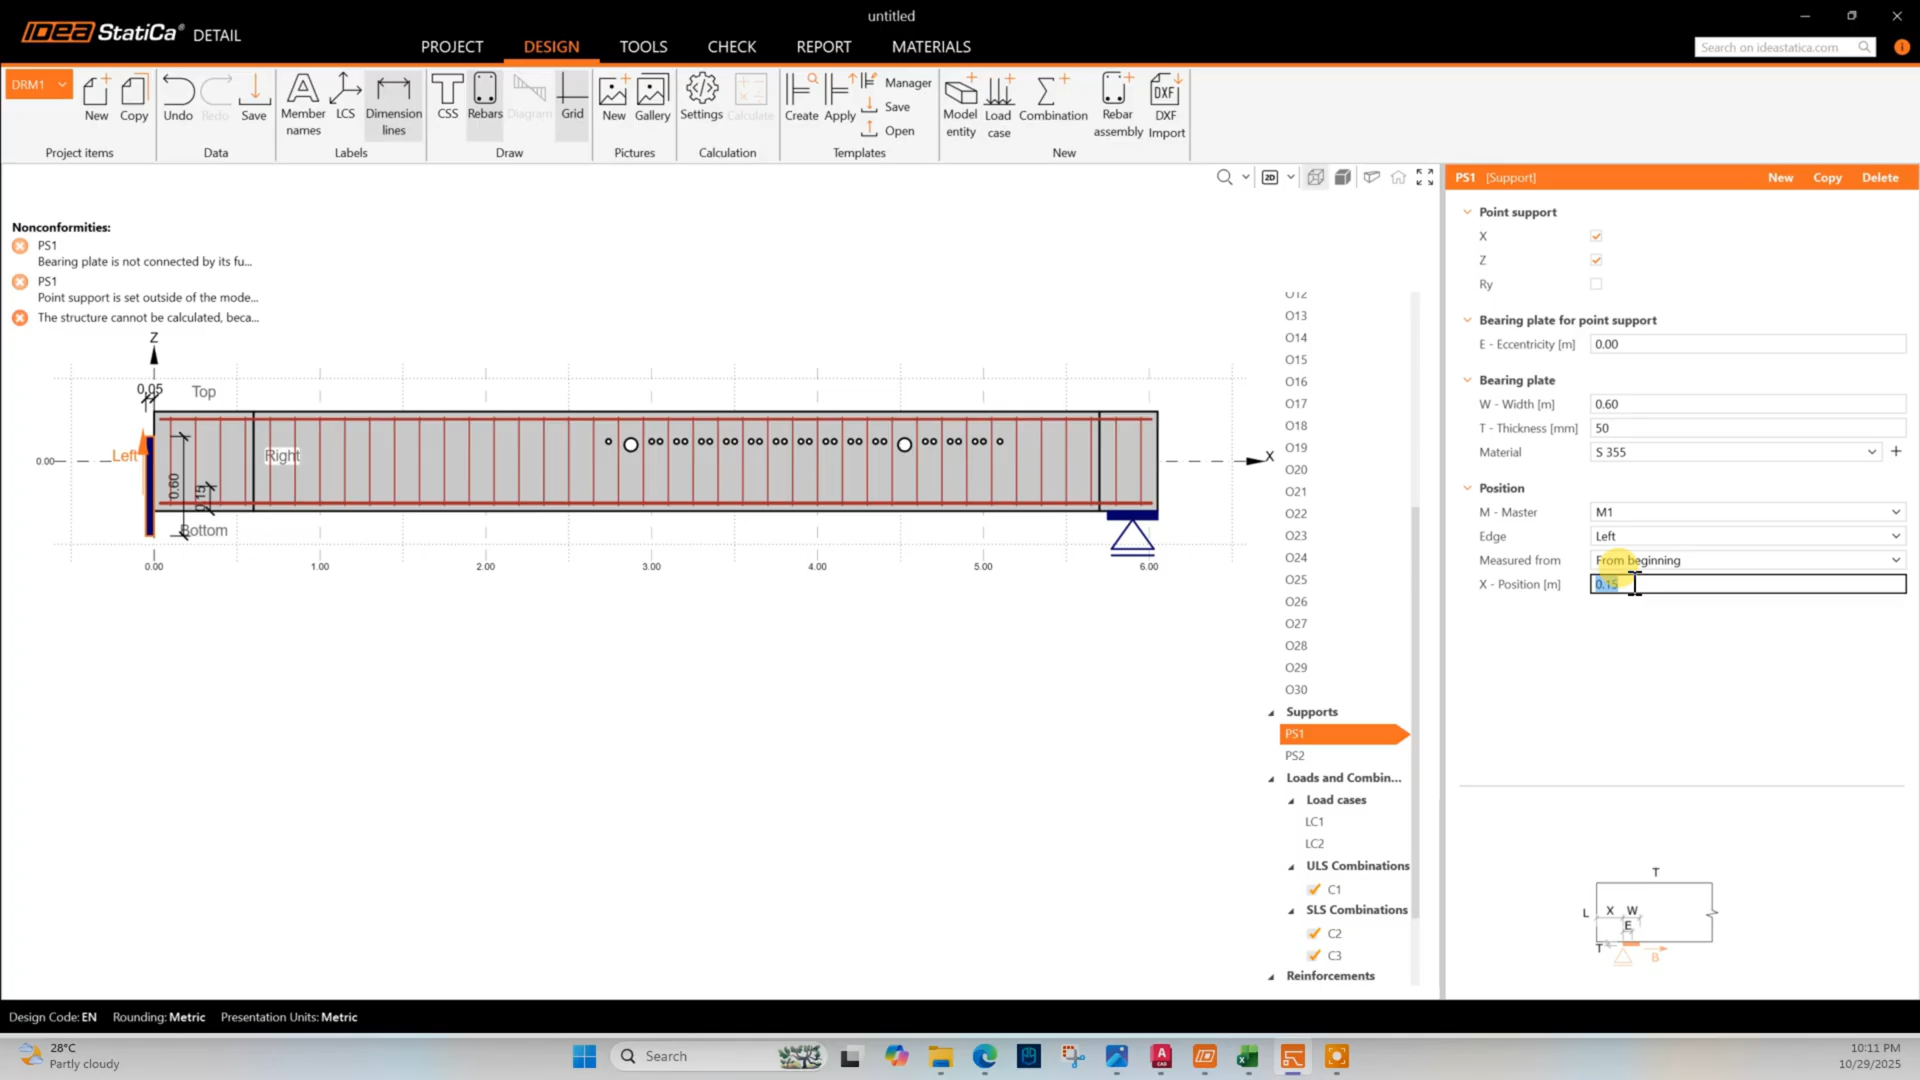 untitled
IDEA StatiCa® DETAIL
PROJECT DESIGN TOOLS CHECK REPORT MATERIALS
Search on ideastatica.com
DRM1
New Copy Undo Redo Save Member names LCS Dimension lines CSS Rebars Diagram Grid New Gallery Settings Calculate Create Apply Manager Save Open Model entity Load case Combination Rebar assembly DXF Import
Project items Data Labels Draw Pictures Calculation Templates New
2D
PS1 [Support] New Copy Delete
Nonconformities:
PS1
Bearing plate is not connected by its fu...
PS1
Point support is set outside of the mode...
The structure cannot be calculated, beca...
Z
0.05
Top
Left
Right
0.00
0.60
0.15
Bottom
X
0.00 1.00 2.00 3.00 4.00 5.00 6.00
O12
O13
O14
O15
O16
O17
O18
O19
O20
O21
O22
O23
O24
O25
O26
O27
O28
O29
O30
Supports
PS1
PS2
Loads and Combin...
Load cases
LC1
LC2
ULS Combinations
C1
SLS Combinations
C2
C3
Reinforcements
Point support
X
Z
Ry
Bearing plate for point support
E - Eccentricity [m] 0.00
Bearing plate
W - Width [m] 0.60
T - Thickness [mm] 50
Material S 355
Position
M - Master M1
Edge Left
Measured from From beginning
X - Position [m] 0.15
T
L X W
E
T
B
Design Code: EN Rounding: Metric Presentation Units: Metric
28°C
Partly cloudy
Search
10:11 PM
10/29/2025